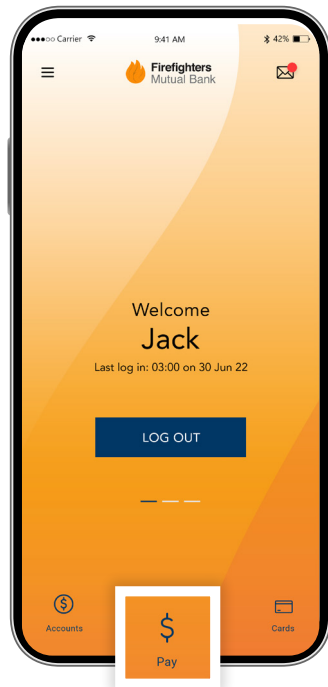 Carrier 9:41 AM 42%
Firefighters
Mutual Bank
Welcome
Jack
Last log in: 03:00 on 30 Jun 22
LOG OUT
$ $
Accounts Pay Cards